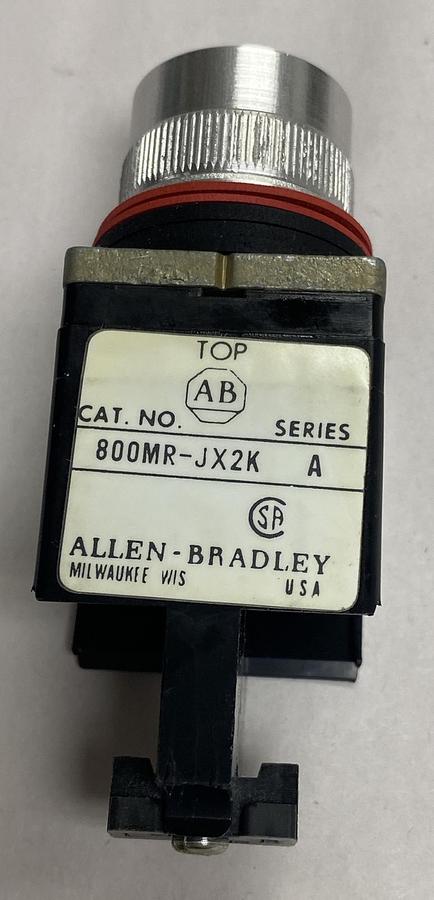 TOP
AB
CAT. NO. SERIES
800MR-JX2K A
SA
ALLEN-BRADLEY
MILWAUKEE WIS USA